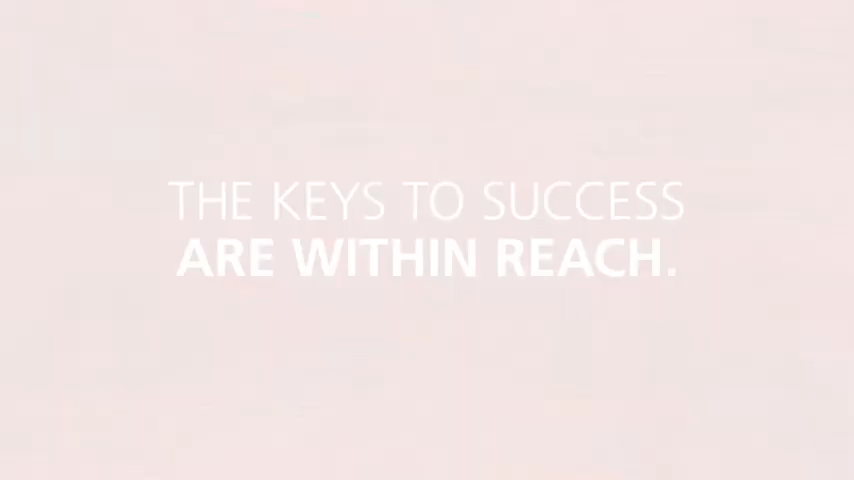 THE KEYS TO SUCCESS
ARE WITHIN REACH.